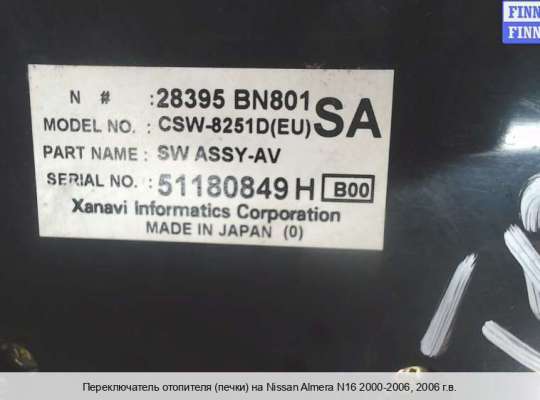 FINN
FINN
N # : 28395 BN801 SA
MODEL NO. : CSW-8251D(EU)
PART NAME : SW ASSY-AV
SERIAL NO. : 51180849 H B00
Xanavi Informatics Corporation
MADE IN JAPAN (0)
Переключатель отопителя (печки) на Nissan Almera N16 2000-2006, 2006 г.в.